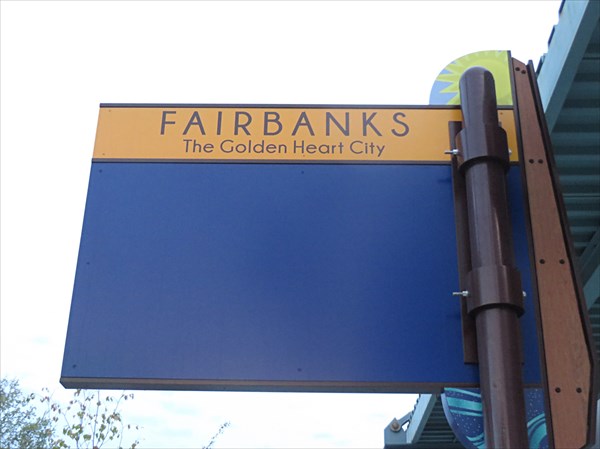 FAIRBANKS
The Golden Heart City